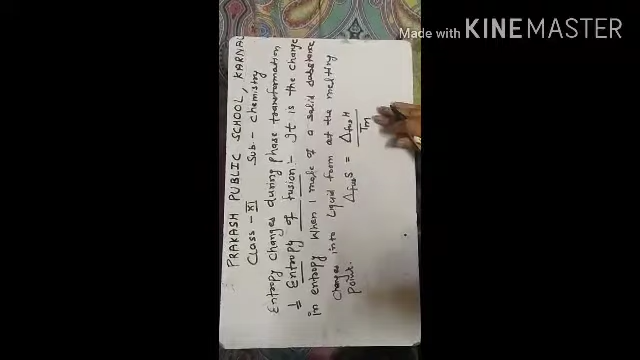 Made with KINEMASTER
PRAKASH PUBLIC SCHOOL, KARNAL
Class - XI Sub. - Chemistry
Entropy Changes during phase transformation
1 Entropy of fusion:- It is the change
in entropy when 1 mole of a solid substance
changes into liquid form at the melting
point.
ΔfusS = ΔfusH / Tm